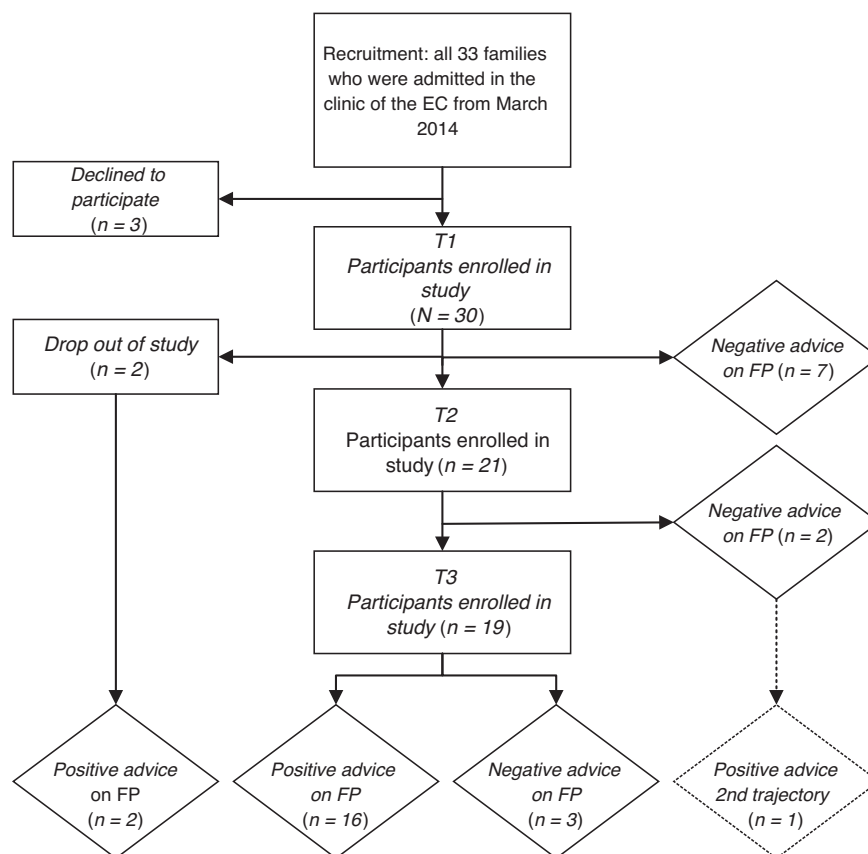 Recruitment: all 33 families
who were admitted in the
clinic of the EC from March
2014
Declined to
participate
(n = 3)
T1
Participants enrolled in
study
(N = 30)
Drop out of study
(n = 2)
Negative advice
on FP (n = 7)
T2
Participants enrolled in
study (n = 21)
Negative advice
on FP (n = 2)
T3
Participants enrolled in
study (n = 19)
Positive advice
on FP
(n = 2)
Positive advice
on FP
(n = 16)
Negative advice
on FP
(n = 3)
Positive advice
2nd trajectory
(n = 1)